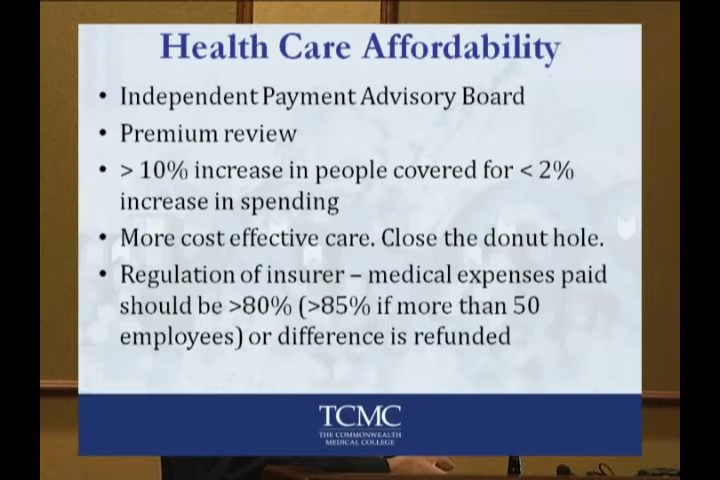 Health Care Affordability
• Independent Payment Advisory Board
• Premium review
• > 10% increase in people covered for < 2%
increase in spending
• More cost effective care. Close the donut hole.
• Regulation of insurer – medical expenses paid
should be >80% (>85% if more than 50
employees) or difference is refunded
TCMC
THE COMMONWEALTH
MEDICAL COLLEGE